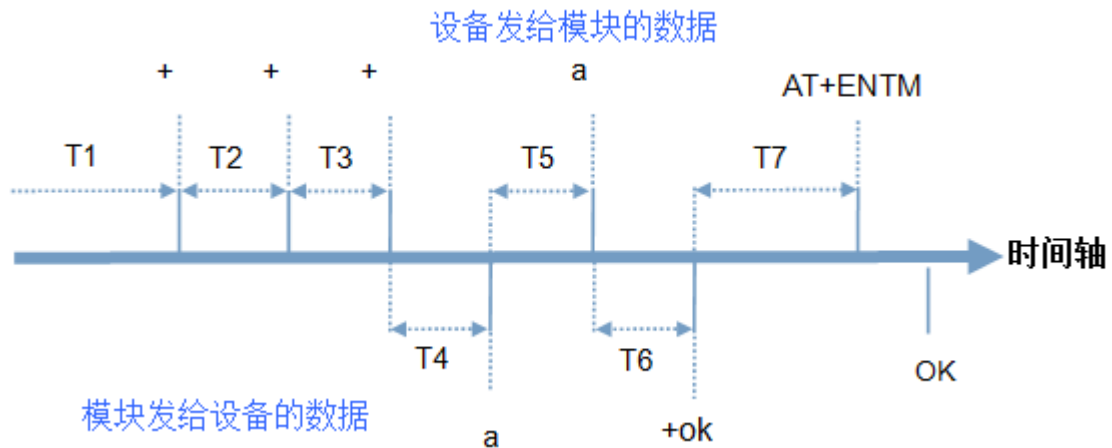 设备发给模块的数据
+ + + a
AT+ENTM
T1 T2 T3 T5 T7
时间轴
T4 T6
OK
模块发给设备的数据
a +ok